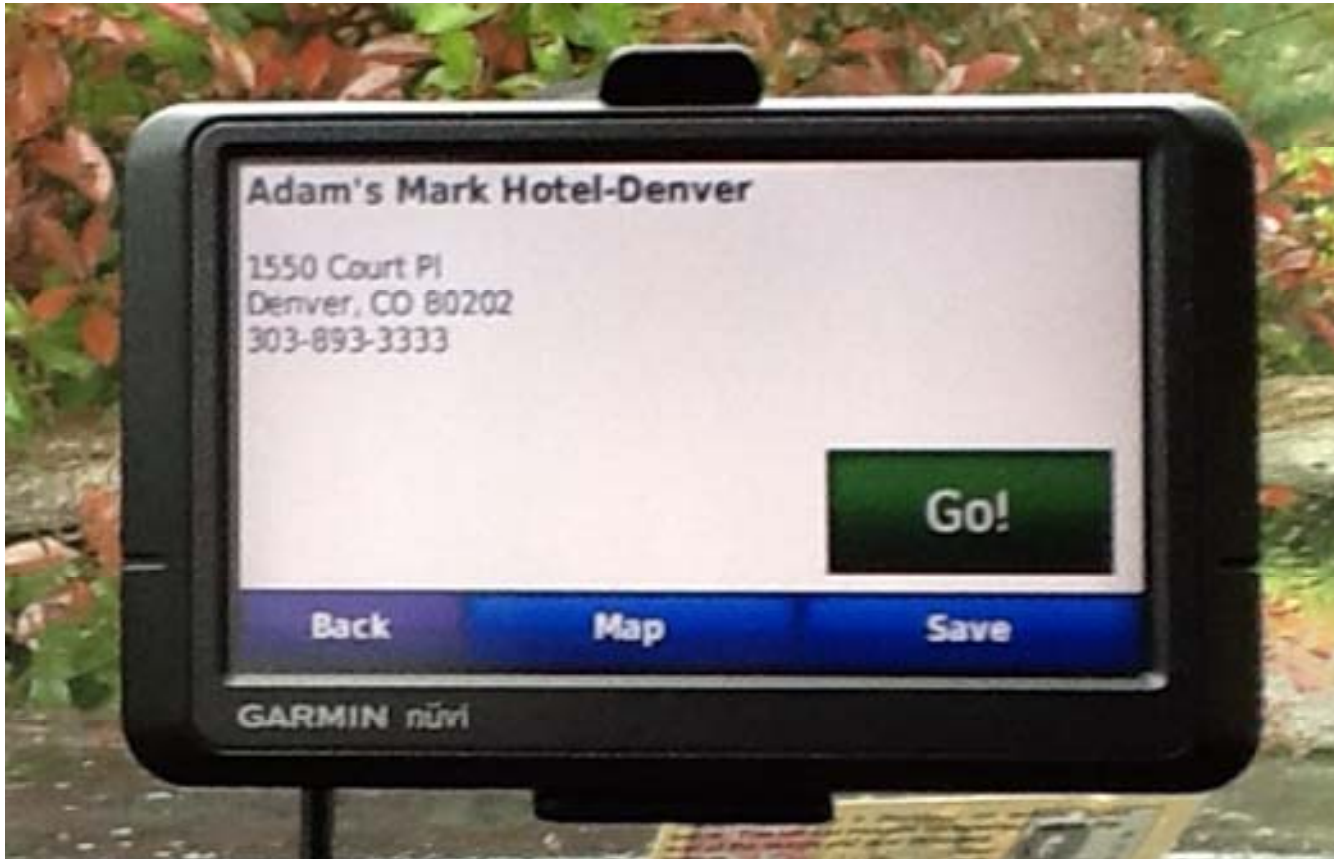 Adam's Mark Hotel-Denver
1550 Court Pl
Denver, CO 80202
303-893-3333
Go!
Back Map Save
GARMIN nüvi